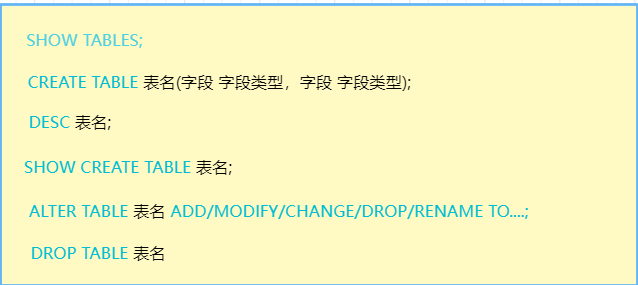 SHOW TABLES;
CREATE TABLE 表名(字段 字段类型，字段 字段类型);
DESC 表名;
SHOW CREATE TABLE 表名;
ALTER TABLE 表名 ADD/MODIFY/CHANGE/DROP/RENAME TO....;
DROP TABLE 表名